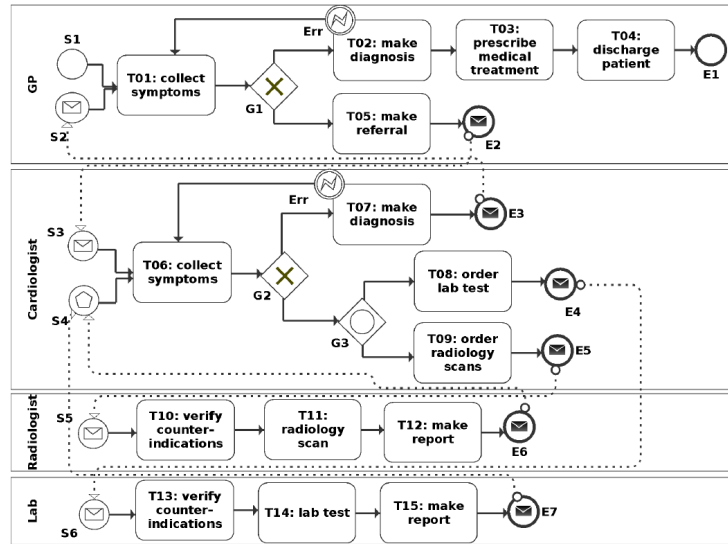 GP
S1
S2
T01: collect
symptoms
G1
Err
T02: make
diagnosis
T03:
prescribe
medical
treatment
T04:
discharge
patient
E1
T05: make
referral
E2
Cardiologist
S3
S4
T06: collect
symptoms
G2
Err
T07: make
diagnosis
E3
G3
T08: order
lab test
E4
T09: order
radiology
scans
E5
Radiologist
S5
T10: verify
counter-
indications
T11:
radiology
scan
T12: make
report
E6
Lab
S6
T13: verify
counter-
indications
T14: lab test
T15: make
report
E7